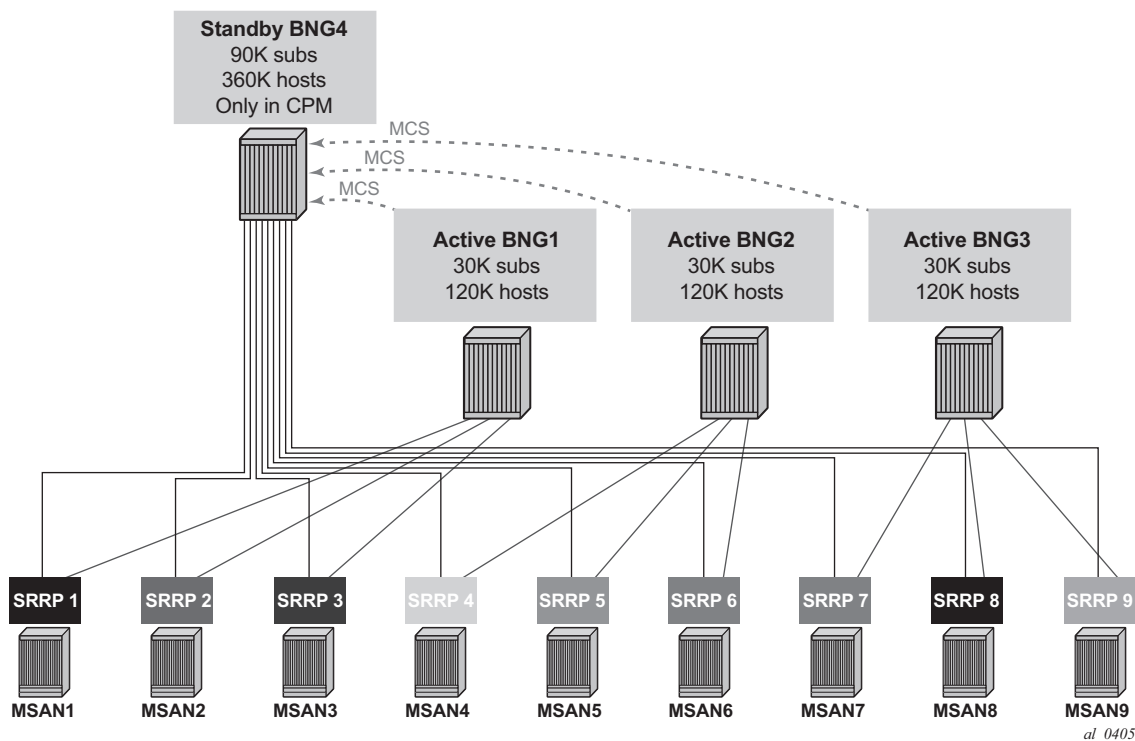 Standby BNG4
90K subs
360K hosts
Only in CPM
MCS
MCS
MCS
Active BNG1
30K subs
120K hosts
Active BNG2
30K subs
120K hosts
Active BNG3
30K subs
120K hosts
SRRP 1
SRRP 2
SRRP 3
SRRP 4
SRRP 5
SRRP 6
SRRP 7
SRRP 8
SRRP 9
MSAN1
MSAN2
MSAN3
MSAN4
MSAN5
MSAN6
MSAN7
MSAN8
MSAN9
al_0405